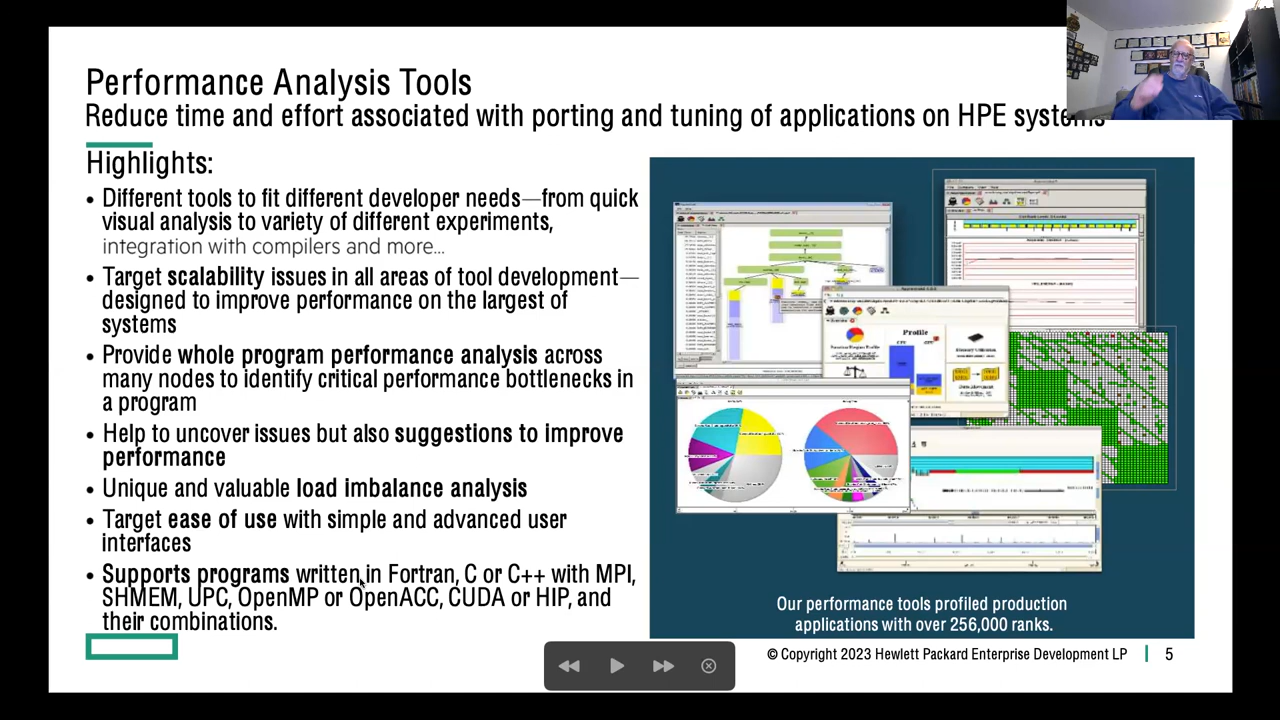 Performance Analysis Tools
Reduce time and effort associated with porting and tuning of applications on HPE systems
Highlights:
• Different tools to fit different developer needs—from quick
visual analysis to variety of different experiments,
integration with compilers and more...
• Target scalability issues in all areas of tool development—
designed to improve performance on the largest of
systems
• Provide whole program performance analysis across
many nodes to identify critical performance bottlenecks in
a program
• Help to uncover issues but also suggestions to improve
performance
• Unique and valuable load imbalance analysis
• Target ease of use with simple and advanced user
interfaces
• Supports programs written in Fortran, C or C++ with MPI,
SHMEM, UPC, OpenMP or OpenACC, CUDA or HIP, and
their combinations.
Profile
Our performance tools profiled production
applications with over 256,000 ranks.
© Copyright 2023 Hewlett Packard Enterprise Development LP
5